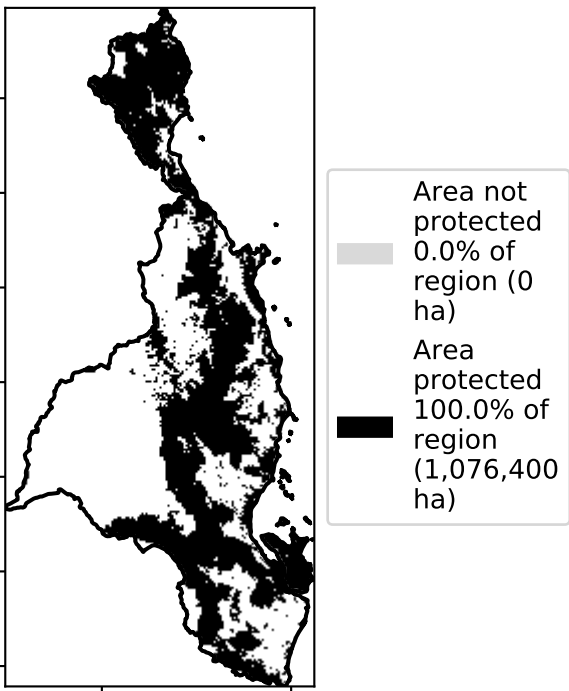 Area not
protected
0.0% of
region (0
ha)
Area
protected
100.0% of
region
(1,076,400
ha)